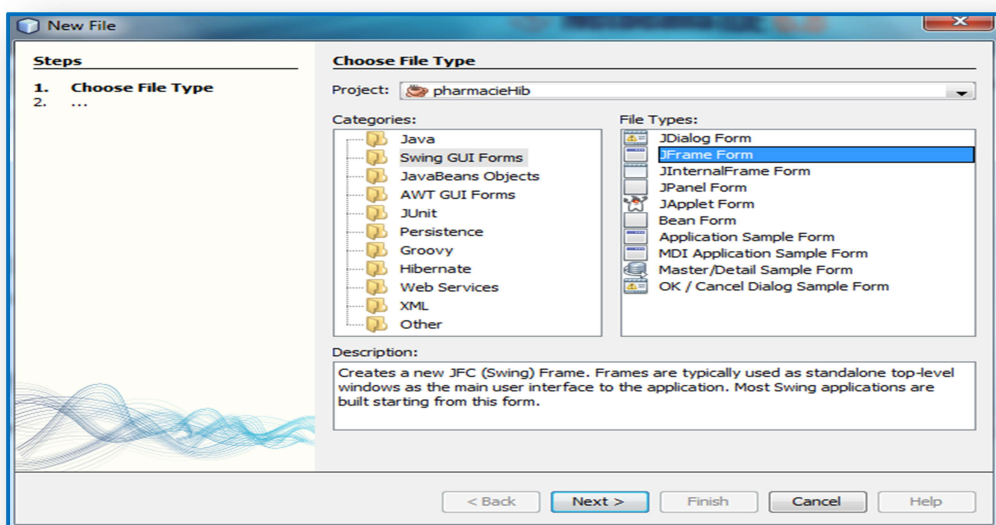 New File
Steps
1. Choose File Type
2. ...
Choose File Type
Project: pharmacieHib
Categories:
Java
Swing GUI Forms
JavaBeans Objects
AWT GUI Forms
JUnit
Persistence
Groovy
Hibernate
Web Services
XML
Other
File Types:
JDialog Form
JFrame Form
JInternalFrame Form
JPanel Form
JApplet Form
Bean Form
Application Sample Form
MDI Application Sample Form
Master/Detail Sample Form
OK / Cancel Dialog Sample Form
Description:
Creates a new JFC (Swing) Frame. Frames are typically used as standalone top-level
windows as the main user interface to the application. Most Swing applications are
built starting from this form.
< Back Next > Finish Cancel Help